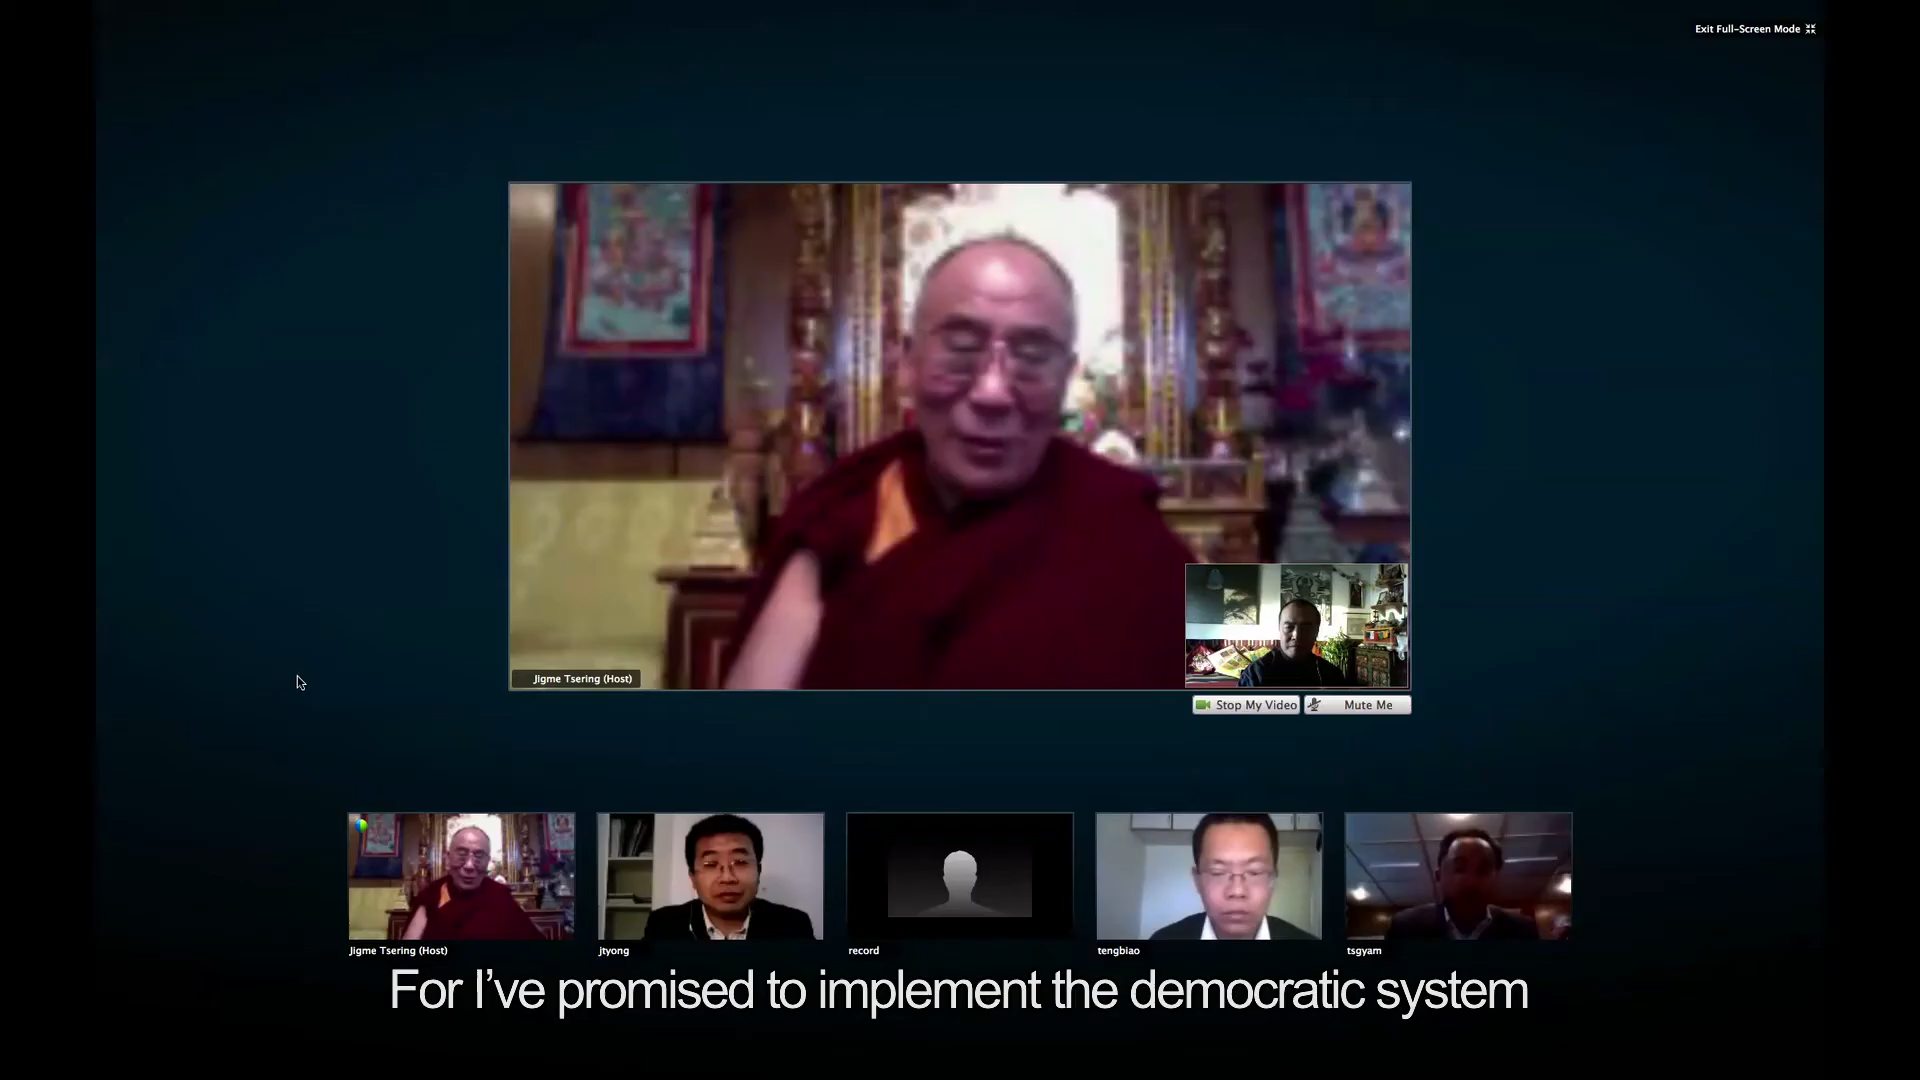 Exit Full-Screen Mode
Jigme Tsering (Host)
Stop My Video
Mute Me
Jigme Tsering (Host)
jtyong
record
tengbiao
tsgyam
For I've promised to implement the democratic system